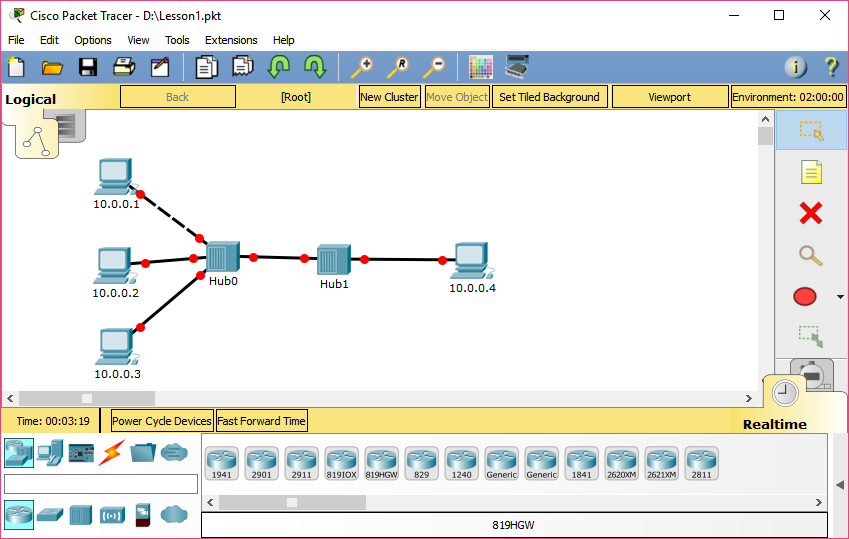 Cisco Packet Tracer - D:\Lesson1.pkt
File Edit Options View Tools Extensions Help
R i ?
Logical Back [Root] New Cluster Move Object Set Tiled Background Viewport Environment: 02:00:00
10.0.0.1
10.0.0.2
10.0.0.3
Hub0
Hub1
10.0.0.4
Time: 00:03:19 Power Cycle Devices Fast Forward Time Realtime
1941 2901 2911 819IOX 819HGW 829 1240 Generic Generic 1841 2620XM 2621XM 2811
819HGW